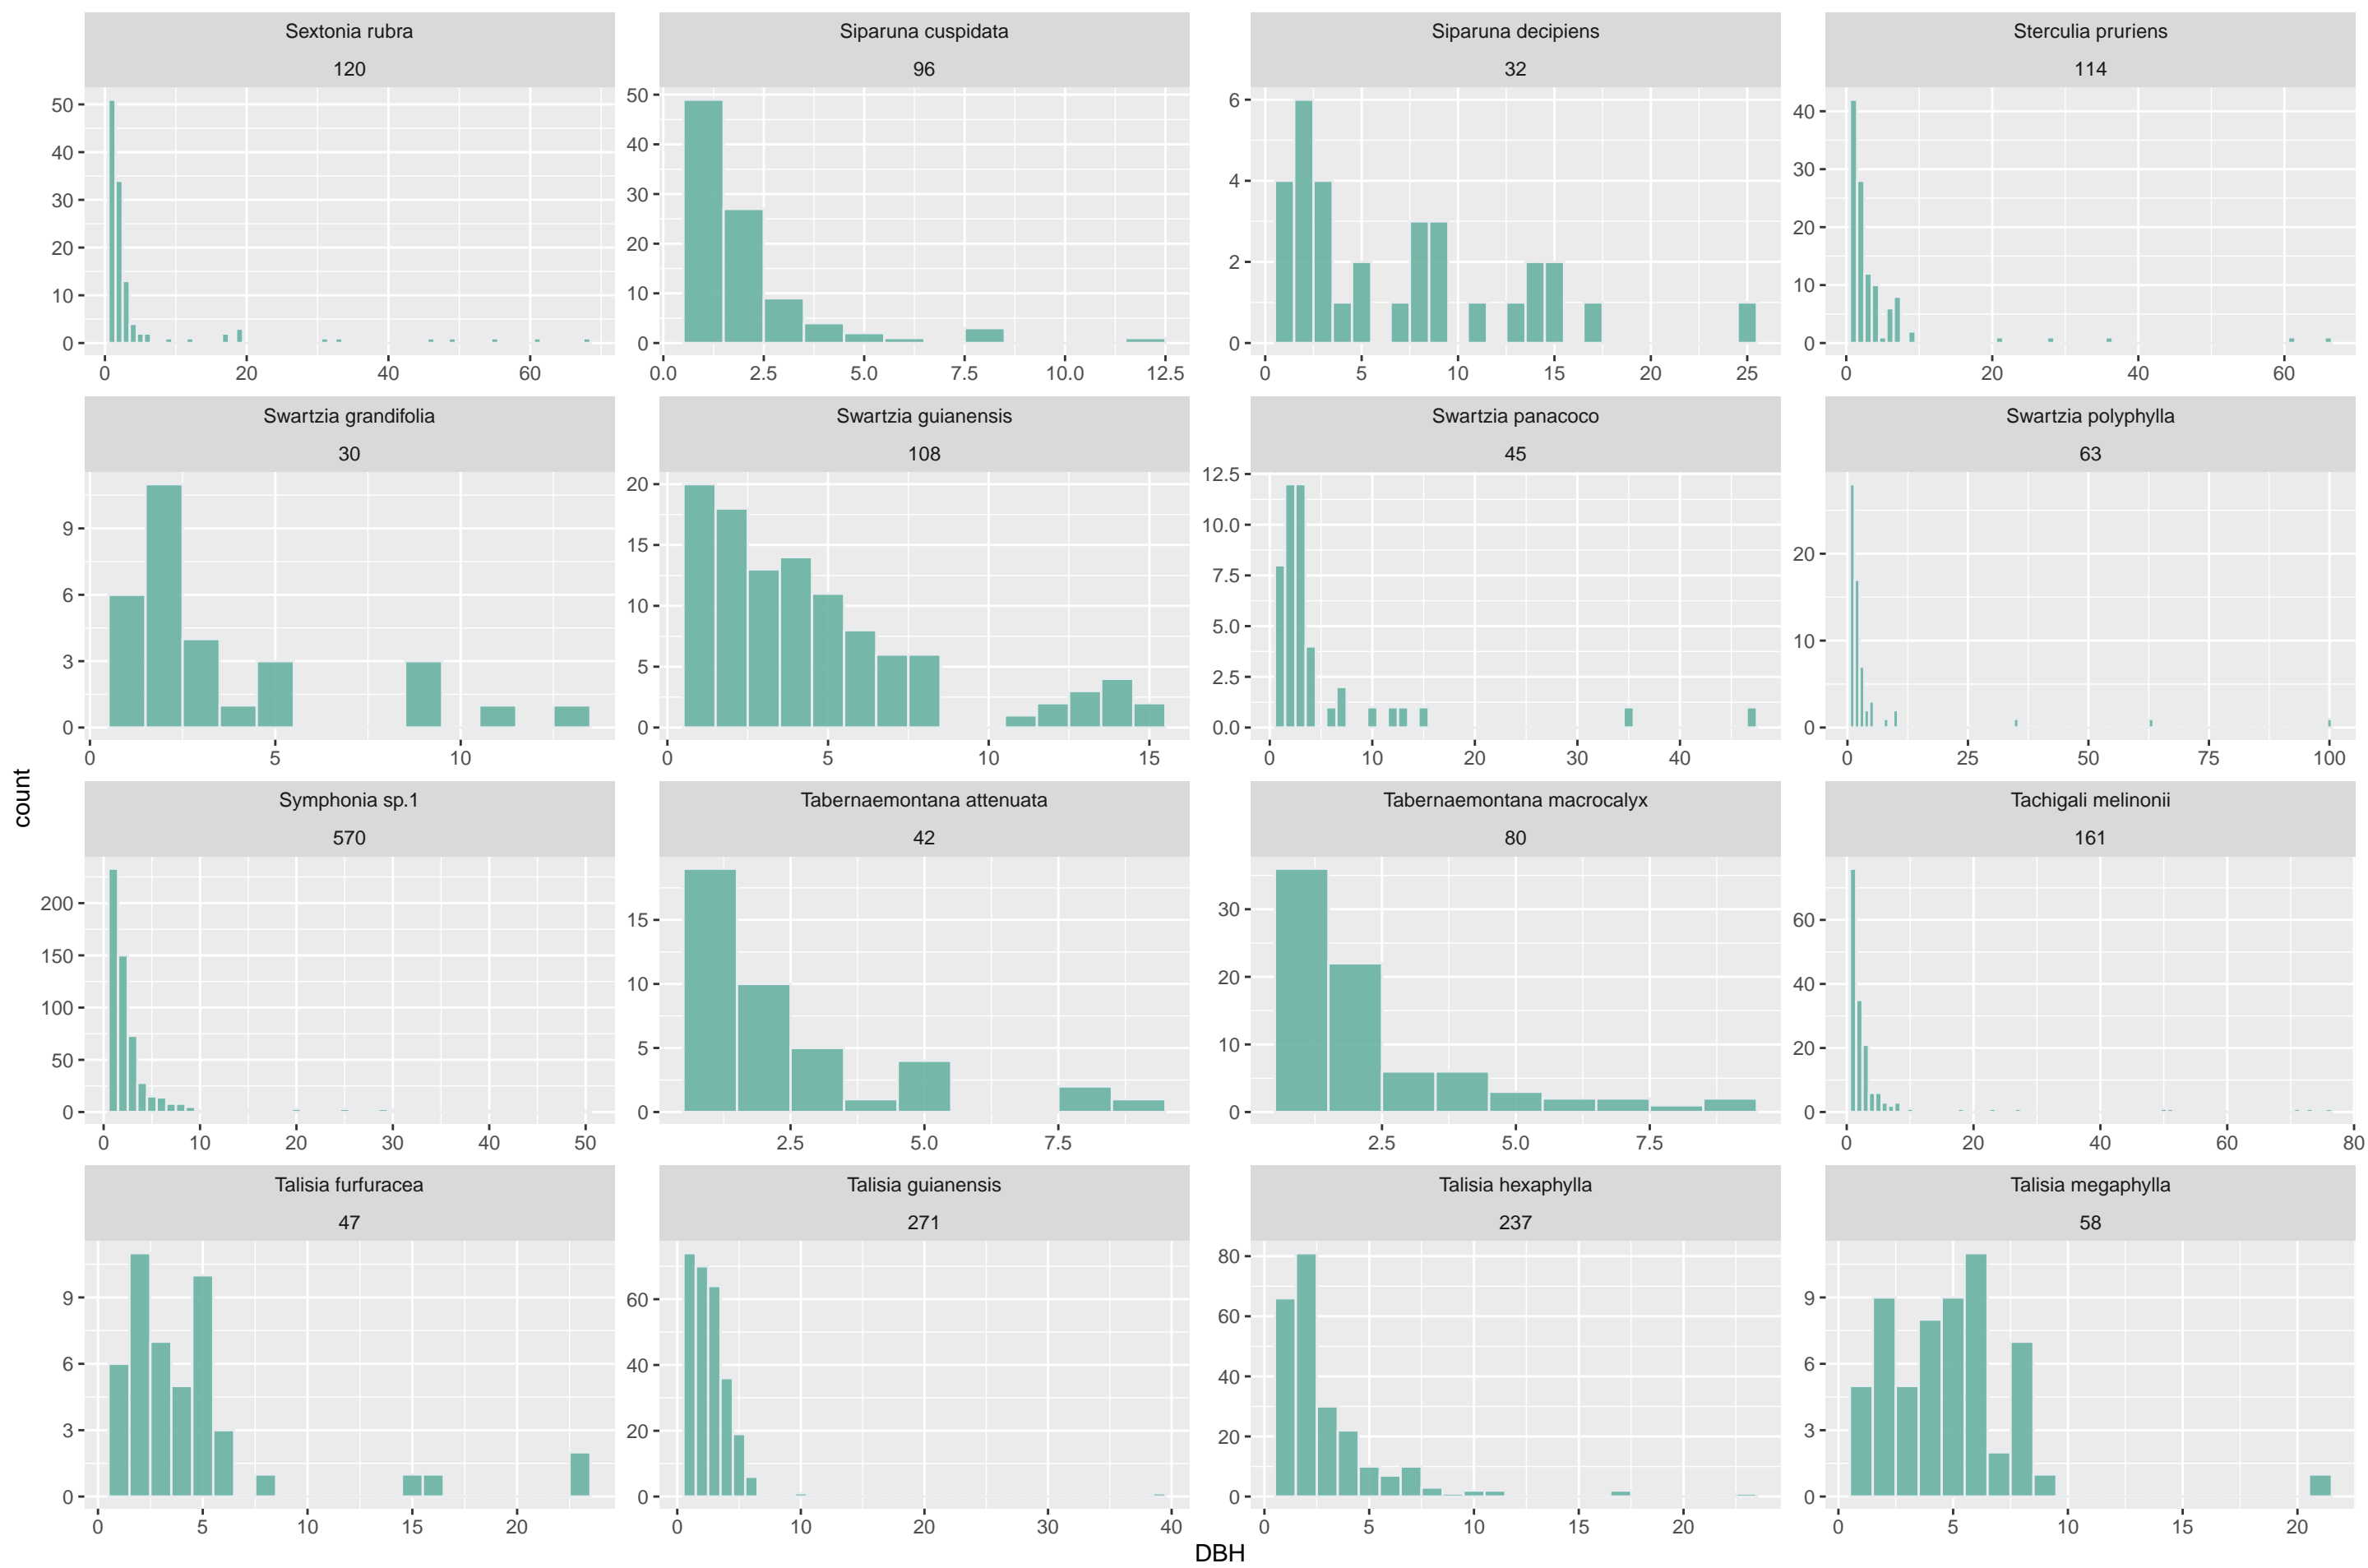 Sextonia rubra
120
Siparuna cuspidata
96
Siparuna decipiens
32
Sterculia pruriens
114
50
40
30
20
10
0
0 20 40 60
50
40
30
20
10
0
0.0 2.5 5.0 7.5 10.0 12.5
6
4
2
0
0 5 10 15 20 25
40
30
20
10
0
0 20 40 60
Swartzia grandifolia
30
Swartzia guianensis
108
Swartzia panacoco
45
Swartzia polyphylla
63
9
6
3
0
0 5 10
20
15
10
5
0
0 5 10 15
12.5
10.0
7.5
5.0
2.5
0.0
0 10 20 30 40
20
10
0
0 25 50 75 100
count
Symphonia sp.1
570
Tabernaemontana attenuata
42
Tabernaemontana macrocalyx
80
Tachigali melinonii
161
200
150
100
50
0
0 10 20 30 40 50
15
10
5
0
2.5 5.0 7.5
30
20
10
0
2.5 5.0 7.5
60
40
20
0
0 20 40 60 80
Talisia furfuracea
47
Talisia guianensis
271
Talisia hexaphylla
237
Talisia megaphylla
58
9
6
3
0
0 5 10 15 20
60
40
20
0
0 10 20 30 40
80
60
40
20
0
0 5 10 15 20
9
6
3
0
0 5 10 15 20
DBH